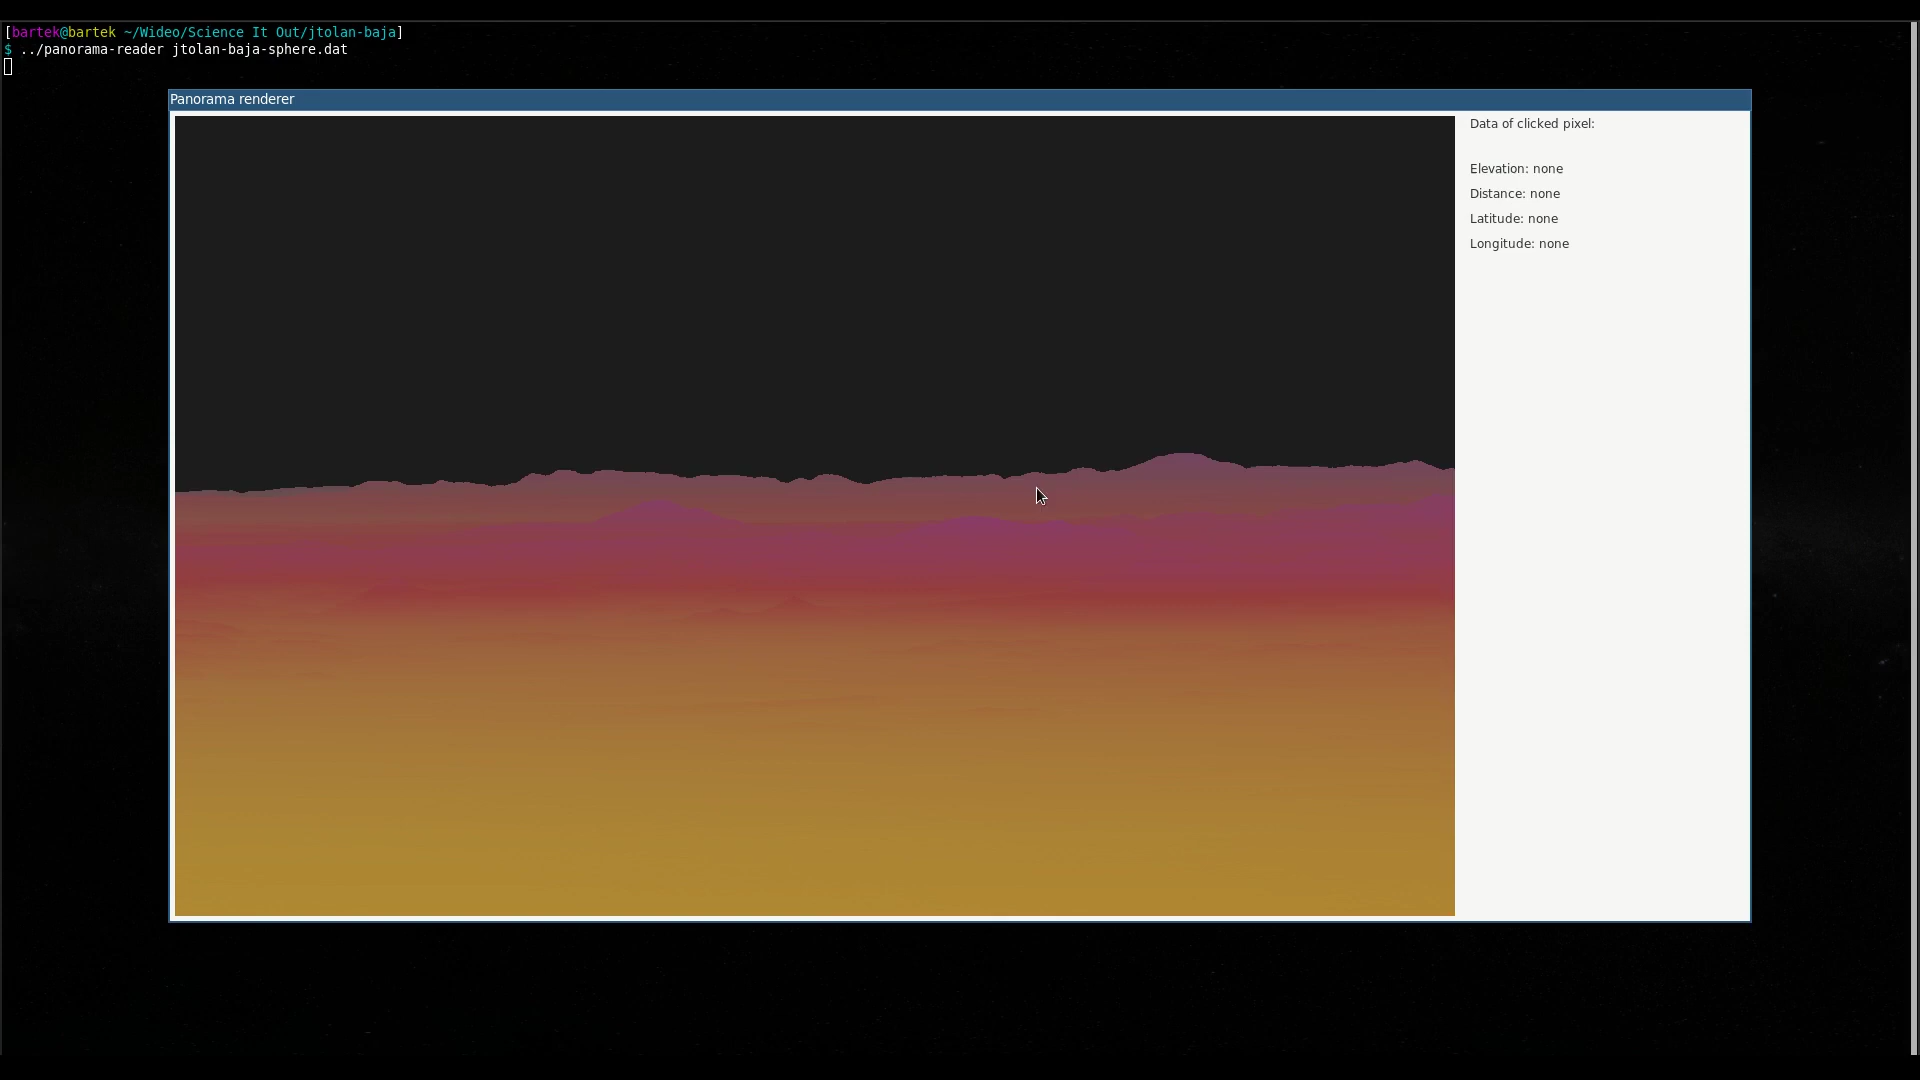 [bartek@bartek ~/Wideo/Science It Out/jtolan-baja]
$ ../panorama-reader jtolan-baja-sphere.dat
Panorama renderer
Data of clicked pixel:
Elevation: none
Distance: none
Latitude: none
Longitude: none